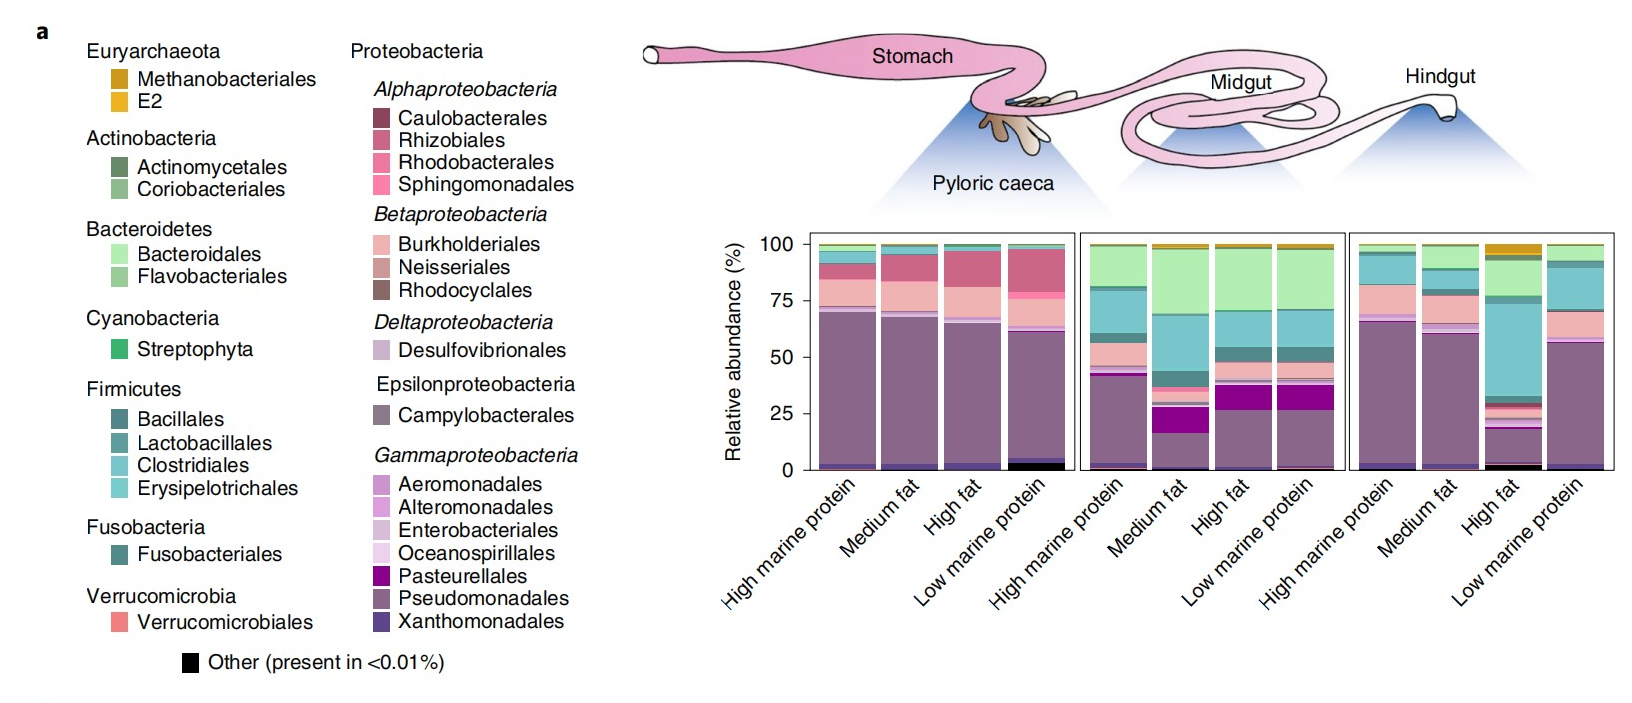 a
Euryarchaeota
Methanobacteriales
E2
Actinobacteria
Actinomycetales
Coriobacteriales
Bacteroidetes
Bacteroidales
Flavobacteriales
Cyanobacteria
Streptophyta
Firmicutes
Bacillales
Lactobacillales
Clostridiales
Erysipelotrichales
Fusobacteria
Fusobacteriales
Verrucomicrobia
Verrucomicrobiales
Other (present in <0.01%)
Proteobacteria
Alphaproteobacteria
Caulobacterales
Rhizobiales
Rhodobacterales
Sphingomonadales
Betaproteobacteria
Burkholderiales
Neisseriales
Rhodocyclales
Deltaproteobacteria
Desulfovibrionales
Epsilonproteobacteria
Campylobacterales
Gammaproteobacteria
Aeromonadales
Alteromonadales
Enterobacteriales
Oceanospirillales
Pasteurellales
Pseudomonadales
Xanthomonadales
Stomach
Midgut
Hindgut
Pyloric caeca
Relative abundance (%)
100
75
50
25
0
High marine protein
Medium fat
High fat
Low marine protein
High marine protein
Medium fat
High fat
Low marine protein
High marine protein
Medium fat
High fat
Low marine protein